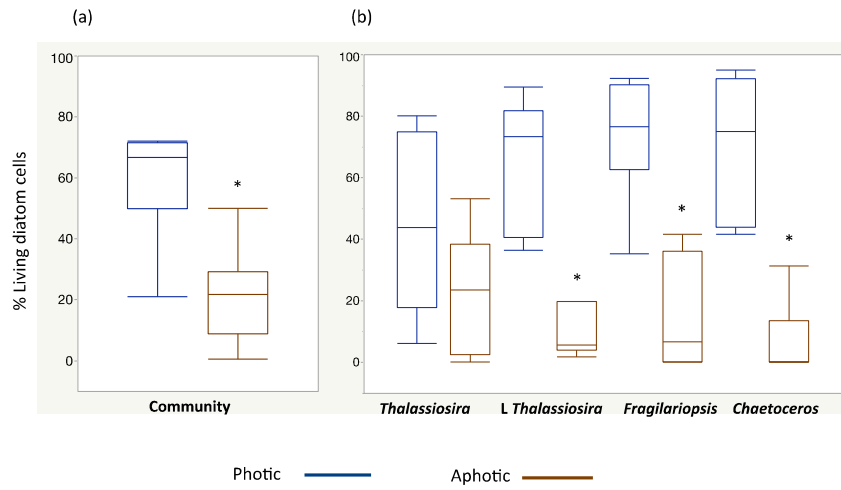 (a)
(b)
% Living diatom cells
100
80
60
40
20
0
*
Community
100
80
60
40
20
0
*
*
*
Thalassiosira L Thalassiosira Fragilariopsis Chaetoceros
Photic Aphotic